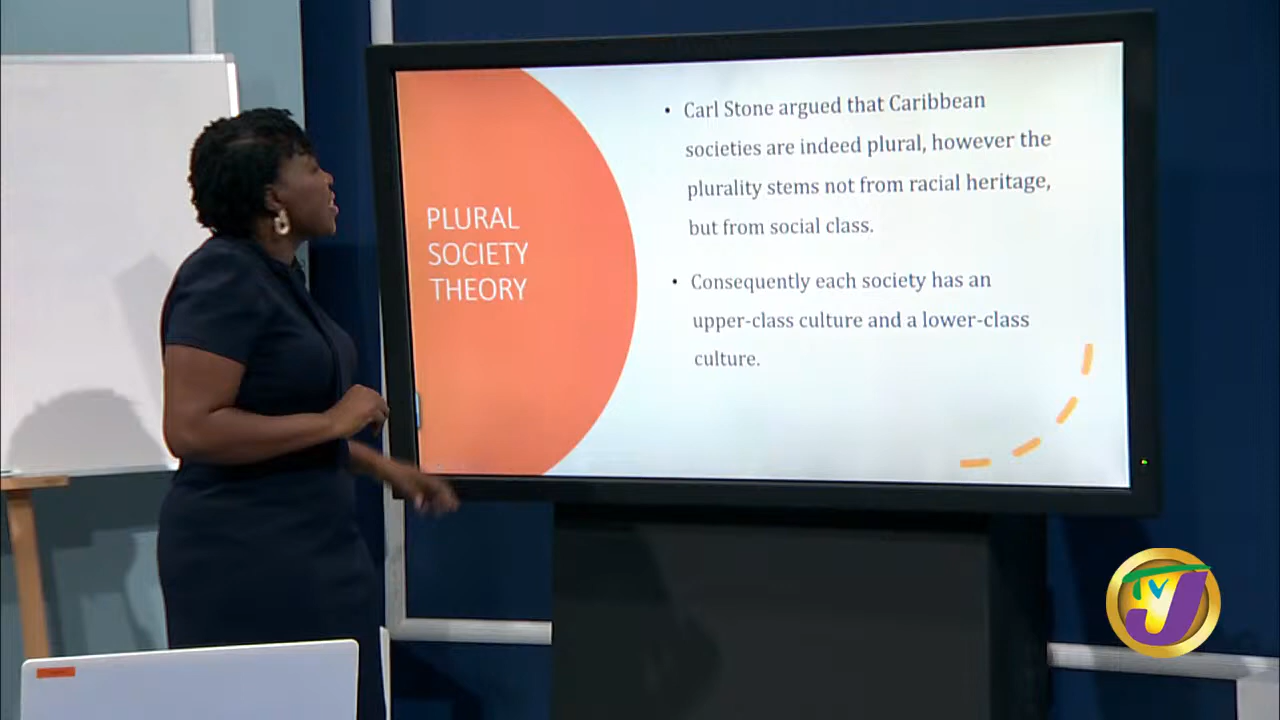 PLURAL
SOCIETY
THEORY
• Carl Stone argued that Caribbean
societies are indeed plural, however the
plurality stems not from racial heritage,
but from social class.
• Consequently each society has an
upper-class culture and a lower-class
culture.
TVJ